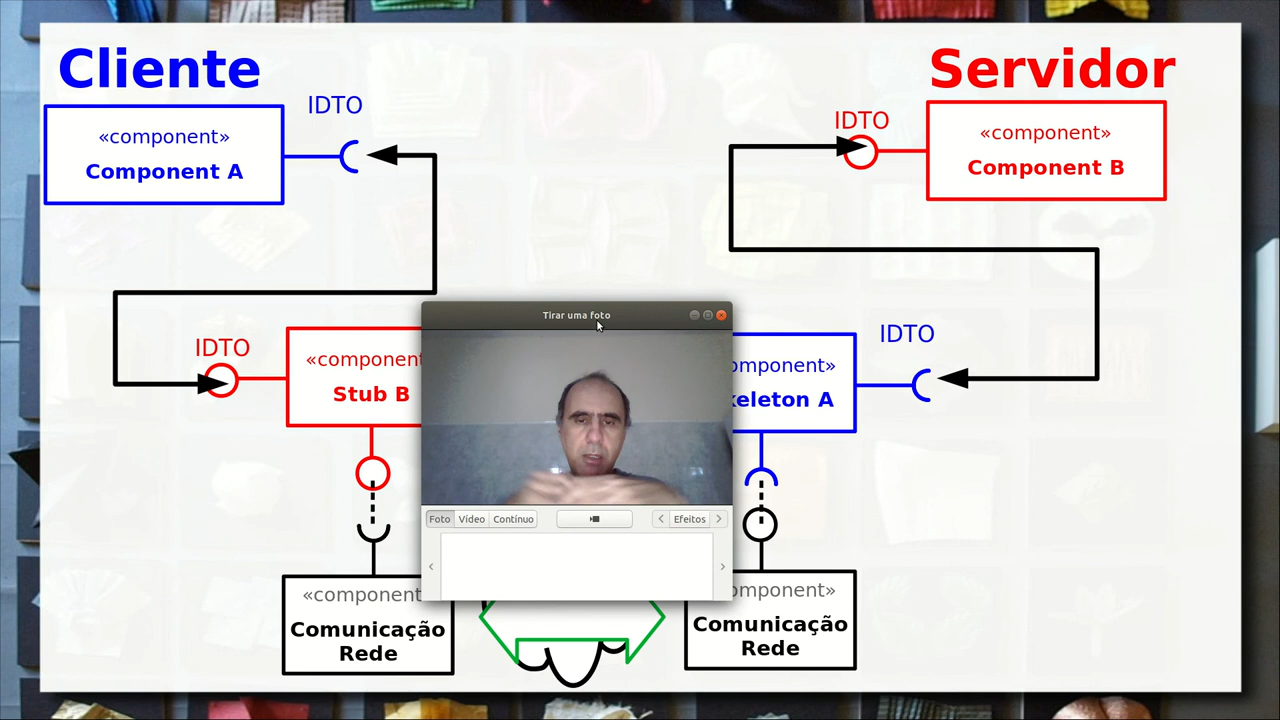 Cliente
Servidor
IDTO
IDTO
«component»
Component A
«component»
Component B
Tirar uma foto
IDTO
«component
Stub B
omponent»
keleton A
IDTO
Foto
Vídeo
Contínuo
Efeitos
«component
Comunicação
Rede
omponent»
Comunicação
Rede